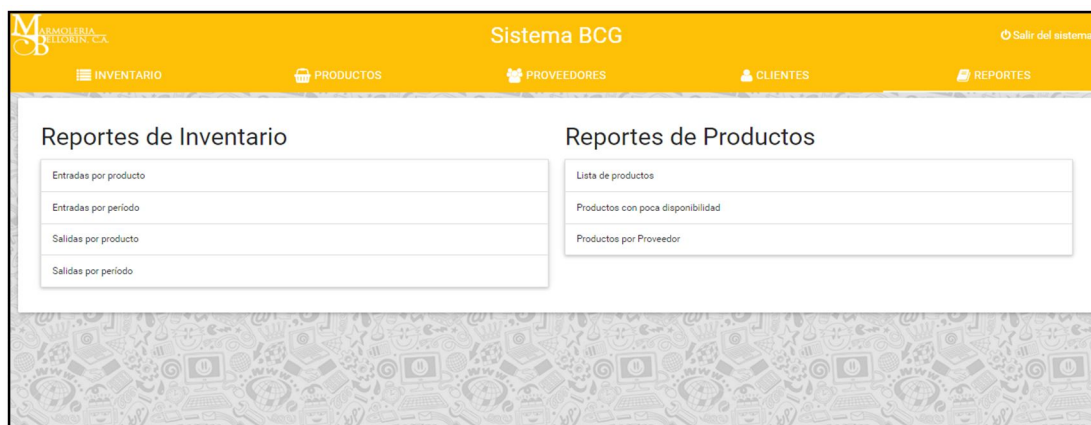 MARMOLERIA
BELLORIN, C.A.
Sistema BCG
Salir del sistema
INVENTARIO
PRODUCTOS
PROVEEDORES
CLIENTES
REPORTES
Reportes de Inventario
Entradas por producto
Entradas por período
Salidas por producto
Salidas por período
Reportes de Productos
Lista de productos
Productos con poca disponibilidad
Productos por Proveedor